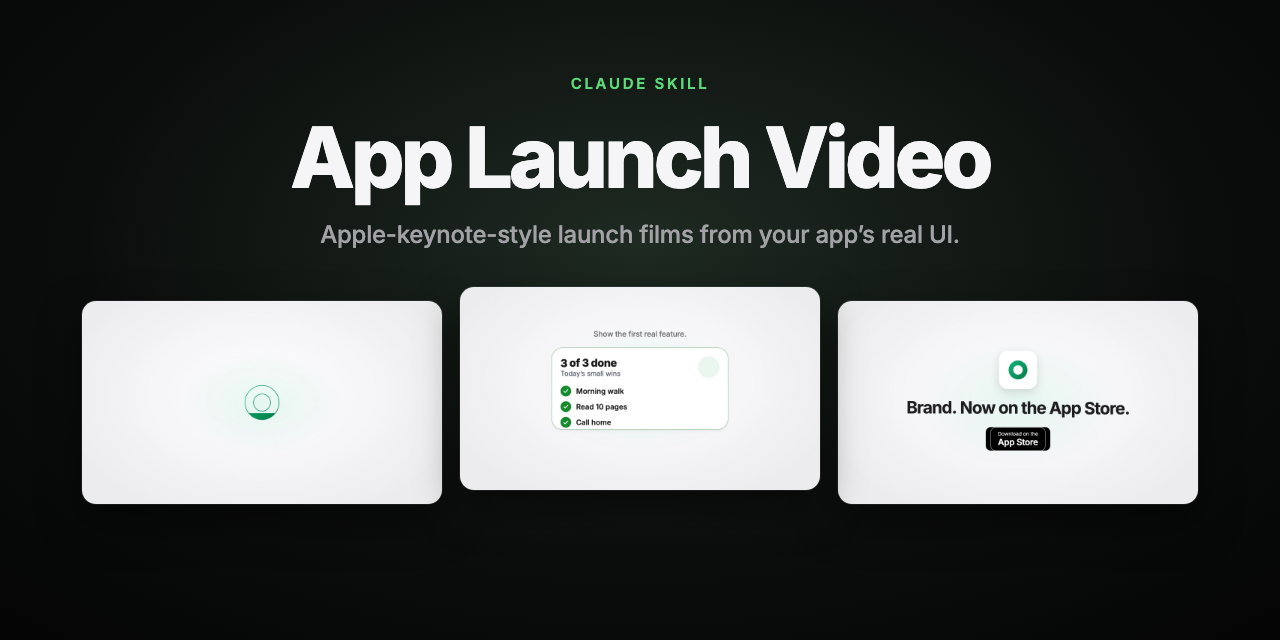 CLAUDE SKILL
App Launch Video
Apple-keynote-style launch films from your app’s real UI.
Show the first real feature.
3 of 3 done
Today's small wins
Morning walk
Read 10 pages
Call home
Brand. Now on the App Store.
Download on the
App Store